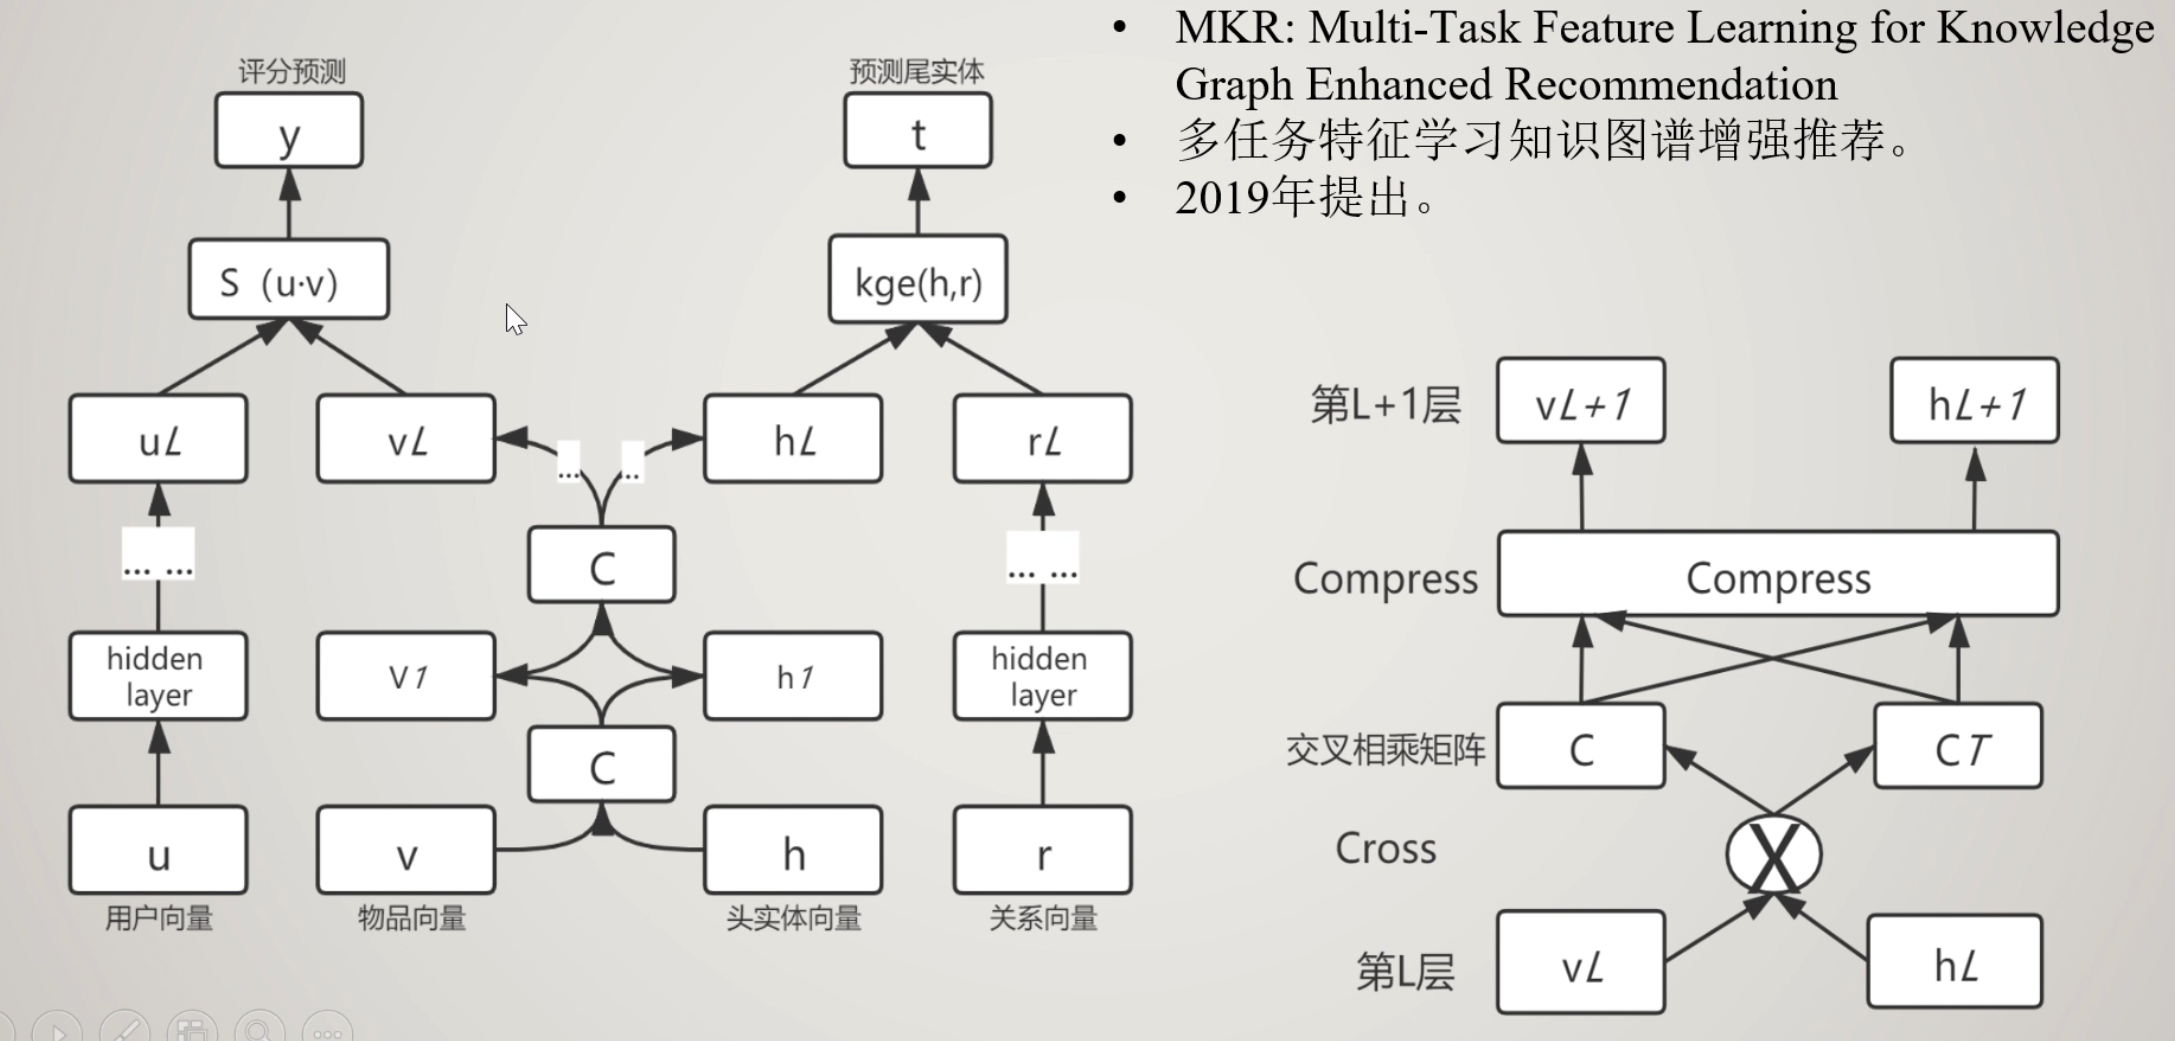 • MKR: Multi-Task Feature Learning for Knowledge
Graph Enhanced Recommendation
• 多任务特征学习知识图谱增强推荐。
• 2019年提出。
评分预测
预测尾实体
y
t
S（u·v）
kge(h,r)
uL
vL
... ..
hL
rL
... ...
C
... ...
hidden
layer
V1
h1
hidden
layer
C
u
v
h
r
用户向量
物品向量
头实体向量
关系向量
第L+1层
vL+1
hL+1
Compress
Compress
交叉相乘矩阵
C
CT
Cross
X
第L层
vL
hL